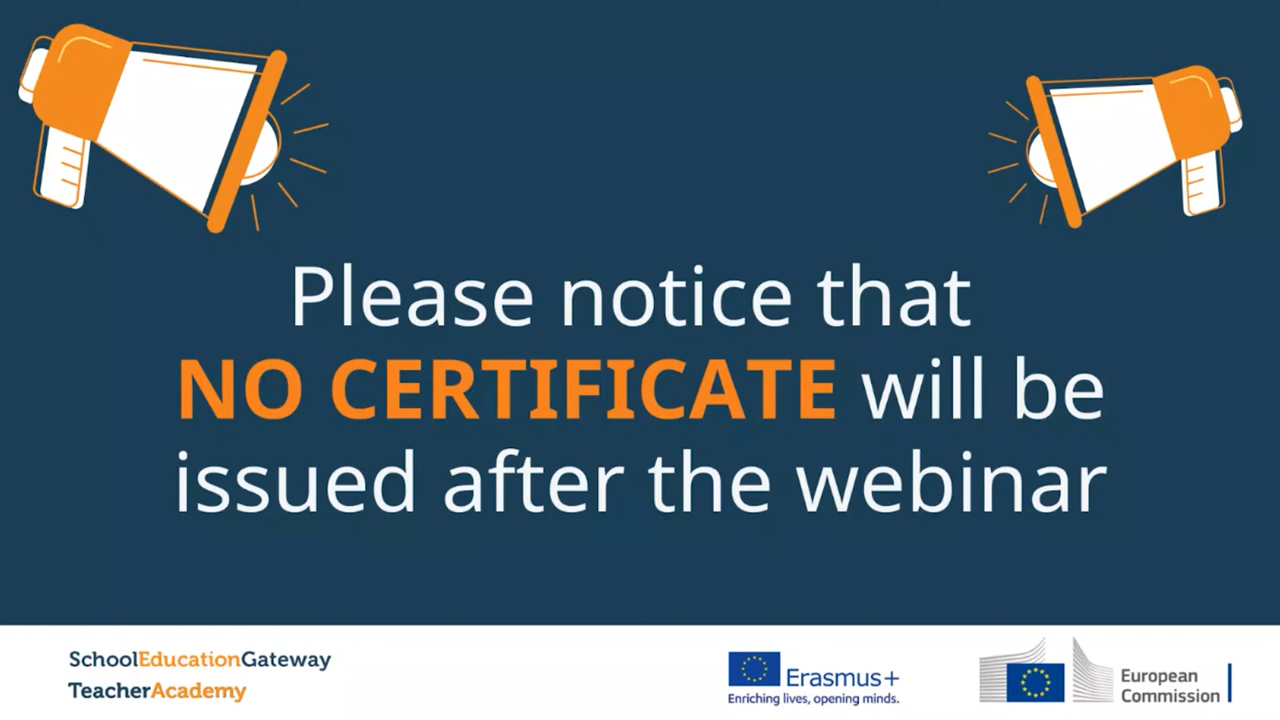 Please notice that
NO CERTIFICATE will be
issued after the webinar
SchoolEducationGateway
TeacherAcademy
Erasmus+
Enriching lives, opening minds.
European
Commission